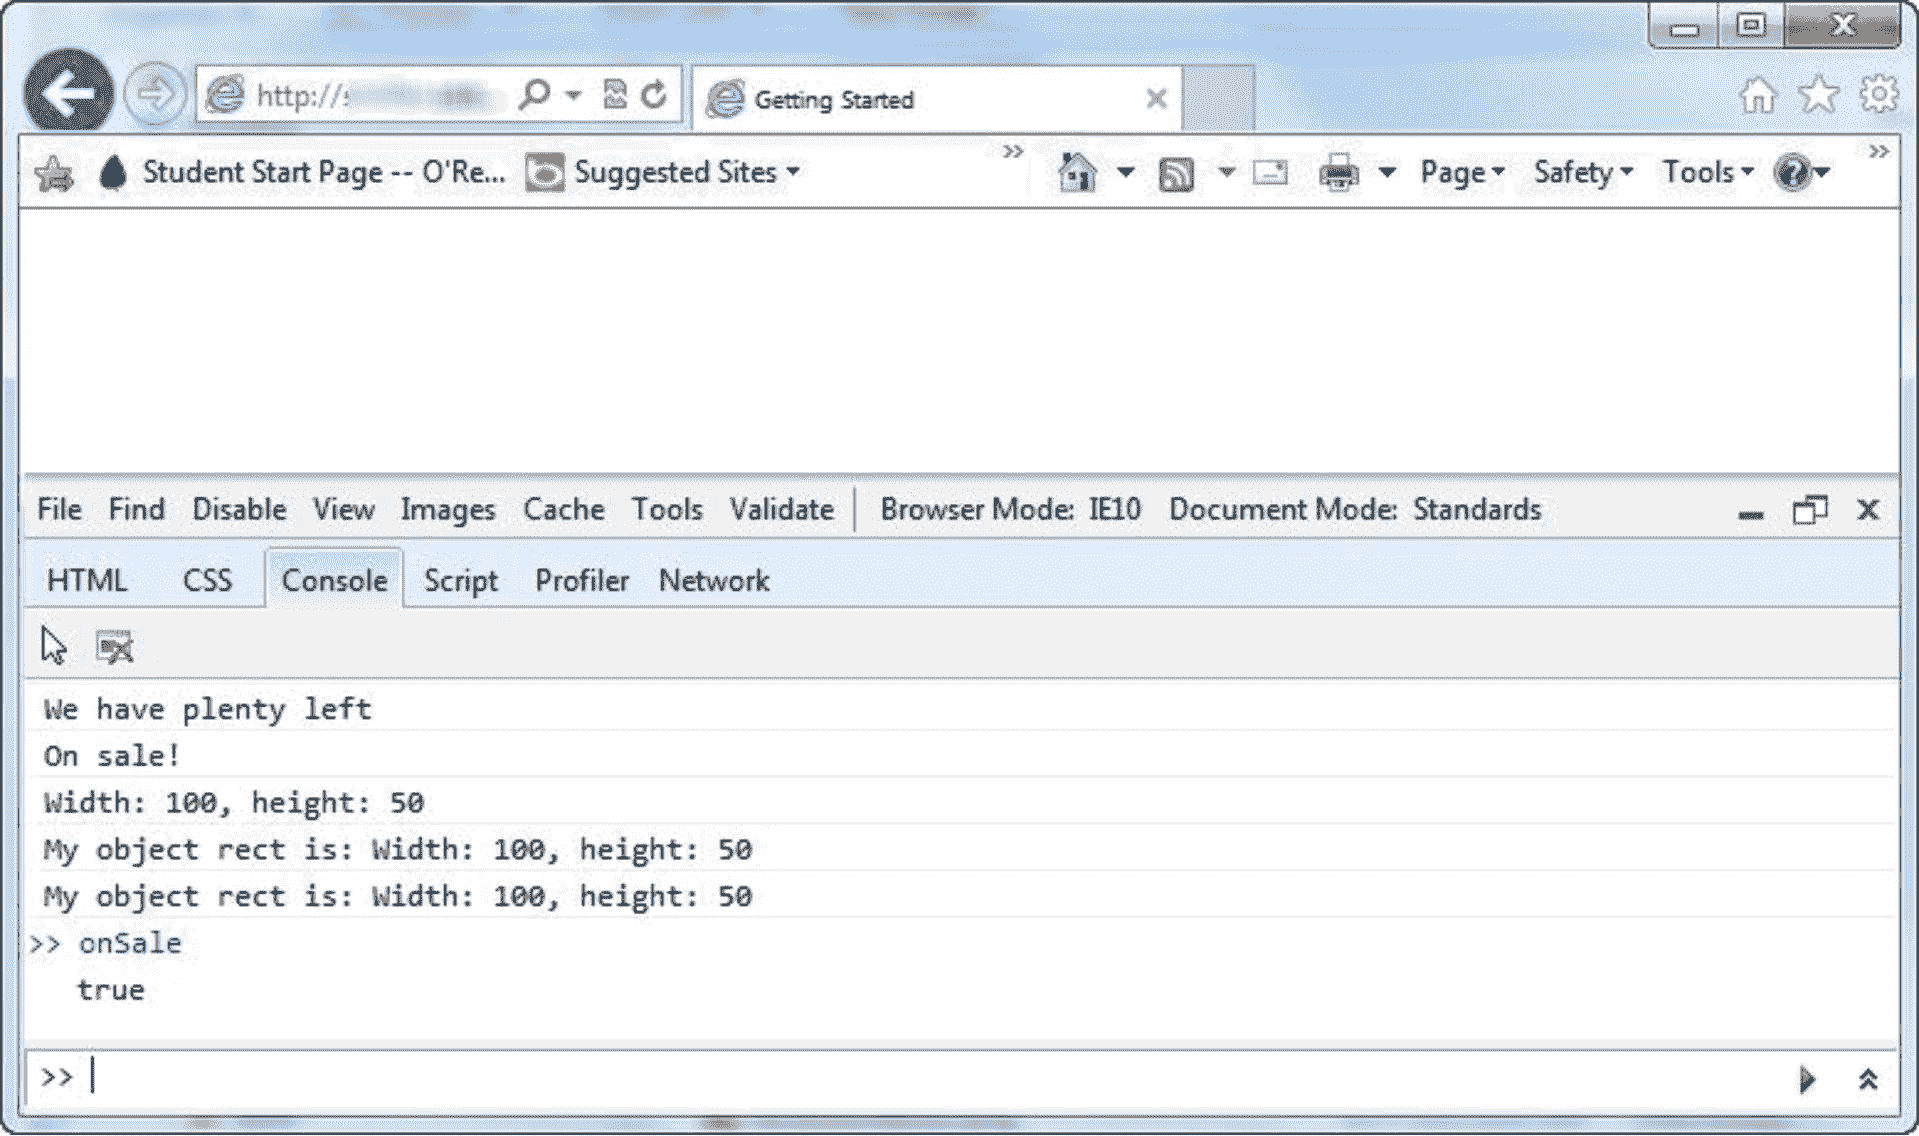 http://
Getting Started
Student Start Page -- O'Re... Suggested Sites Page Safety Tools
File Find Disable View Images Cache Tools Validate Browser Mode: IE10 Document Mode: Standards
HTML CSS Console Script Profiler Network
We have plenty left
On sale!
Width: 100, height: 50
My object rect is: Width: 100, height: 50
My object rect is: Width: 100, height: 50
>> onSale
true
>>